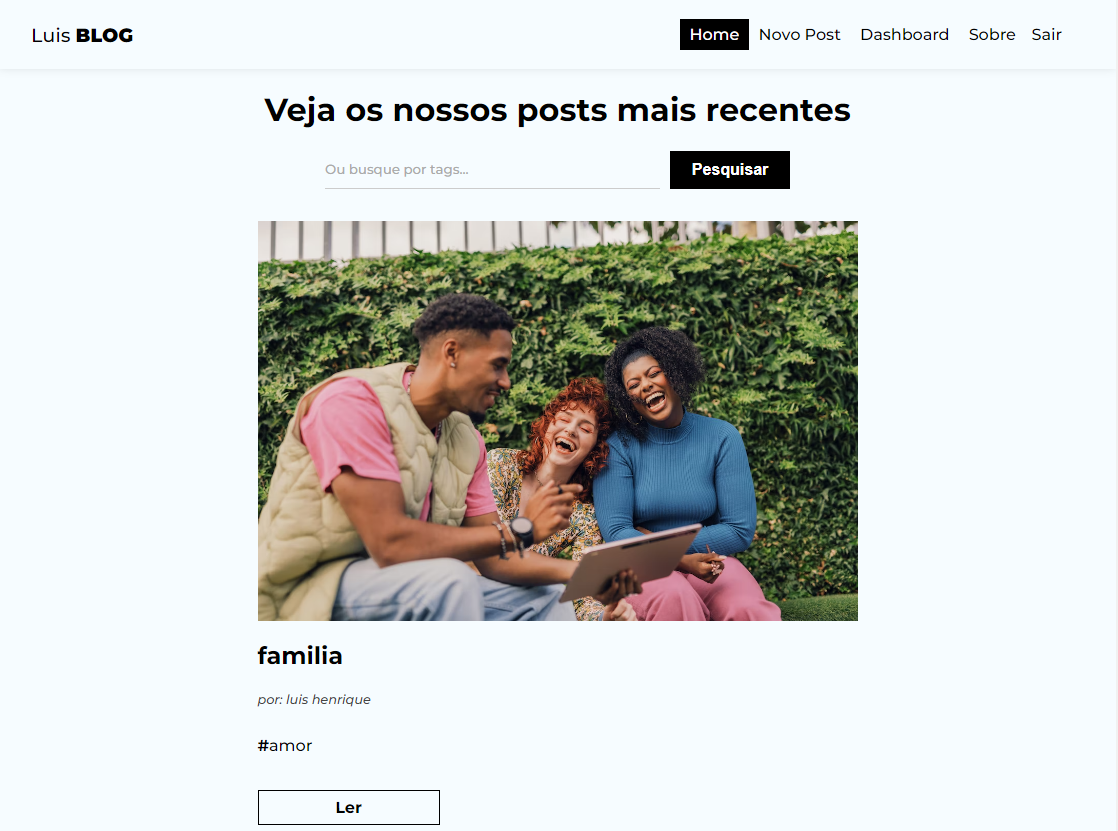 Luis BLOG
Home Novo Post Dashboard Sobre Sair
Veja os nossos posts mais recentes
Ou busque por tags...
Pesquisar
familia
por: luis henrique
#amor
Ler